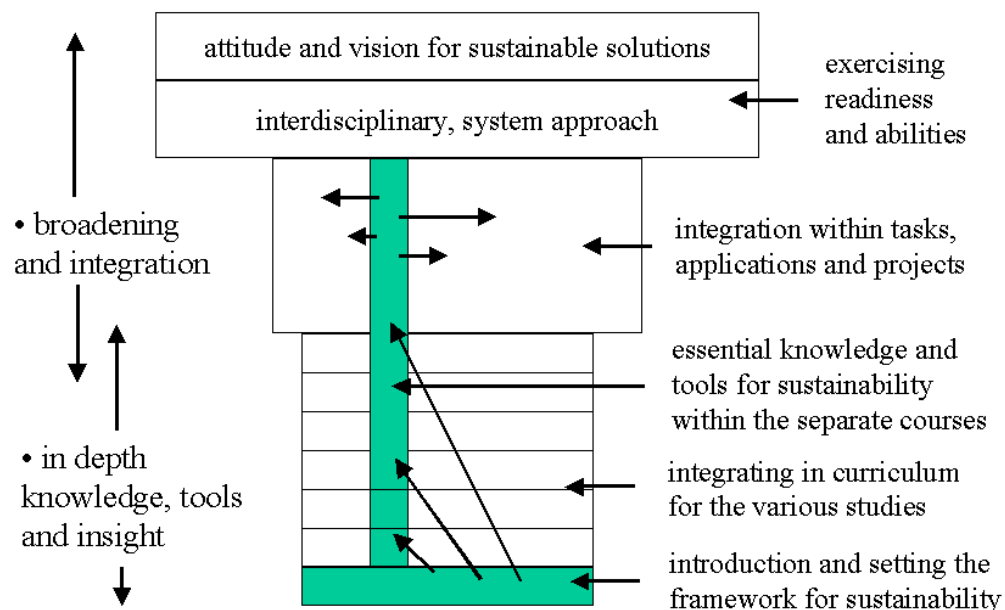 attitude and vision for sustainable solutions
interdisciplinary, system approach
exercising
readiness
and abilities
• broadening
and integration
integration within tasks,
applications and projects
essential knowledge and
tools for sustainability
within the separate courses
• in depth
knowledge, tools
and insight
integrating in curriculum
for the various studies
introduction and setting the
framework for sustainability